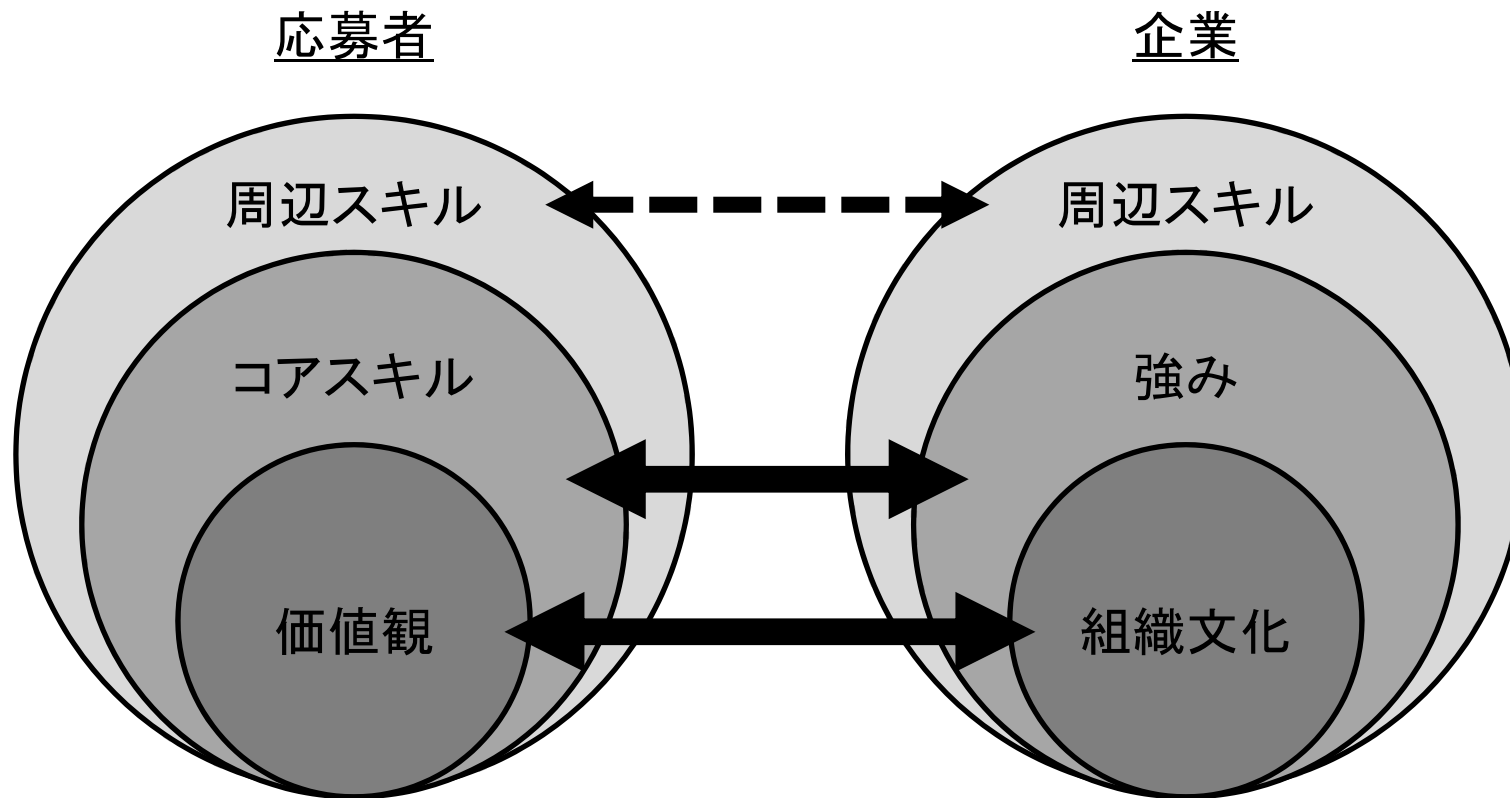 応募者
企業
周辺スキル
周辺スキル
コアスキル
強み
価値観
組織文化